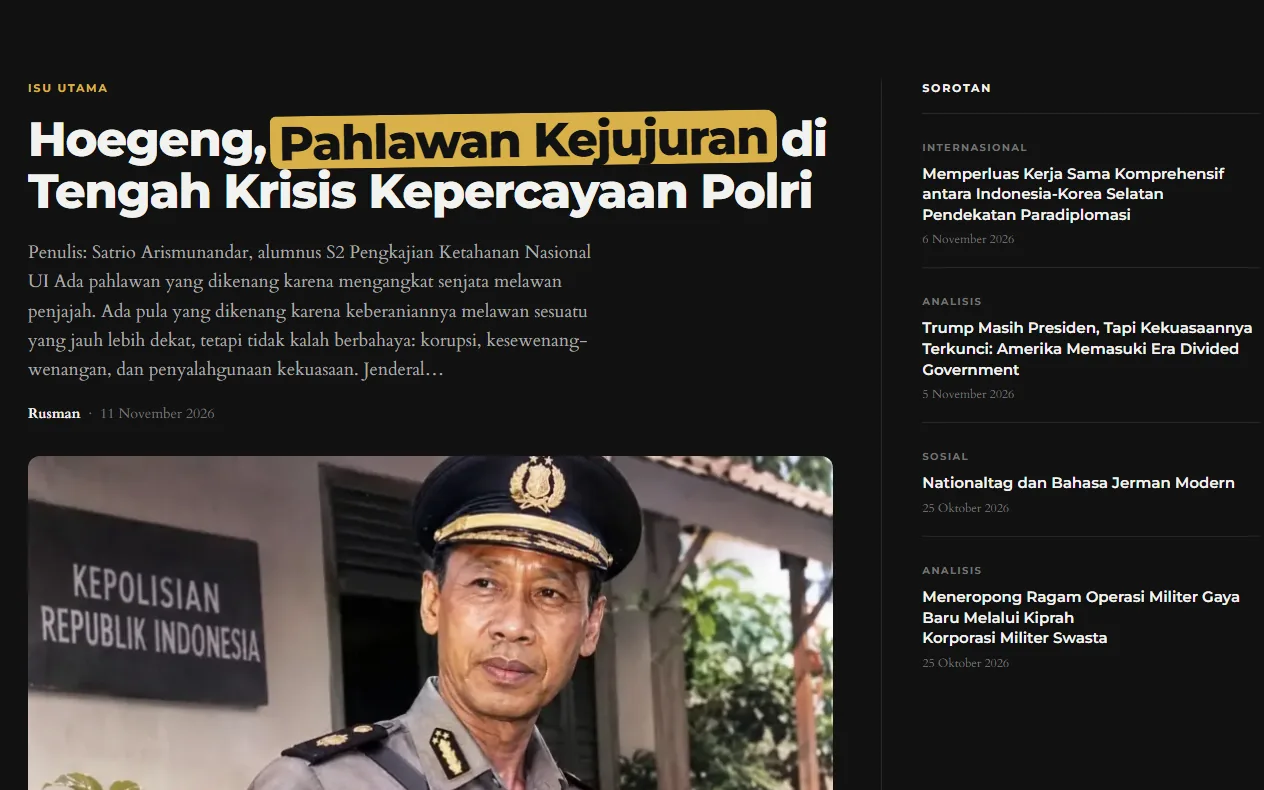 ISU UTAMA
Hoegeng, Pahlawan Kejujuran di
Tengah Krisis Kepercayaan Polri
Penulis: Satrio Arismunandar, alumnus S2 Pengkajian Ketahanan Nasional
UI Ada pahlawan yang dikenang karena mengangkat senjata melawan
penjajah. Ada pula yang dikenang karena keberaniannya melawan sesuatu
yang jauh lebih dekat, tetapi tidak kalah berbahaya: korupsi, kesewenang-
wenangan, dan penyalahgunaan kekuasaan. Jenderal…
Rusman · 11 November 2026
KEPOLISIAN
REPUBLIK INDONESIA
SOROTAN
INTERNASIONAL
Memperluas Kerja Sama Komprehensif
antara Indonesia-Korea Selatan
Pendekatan Paradiplomasi
6 November 2026
ANALISIS
Trump Masih Presiden, Tapi Kekuasaannya
Terkunci: Amerika Memasuki Era Divided
Government
5 November 2026
SOSIAL
Nationaltag dan Bahasa Jerman Modern
25 Oktober 2026
ANALISIS
Meneropong Ragam Operasi Militer Gaya
Baru Melalui Kiprah
Korporasi Militer Swasta
25 Oktober 2026